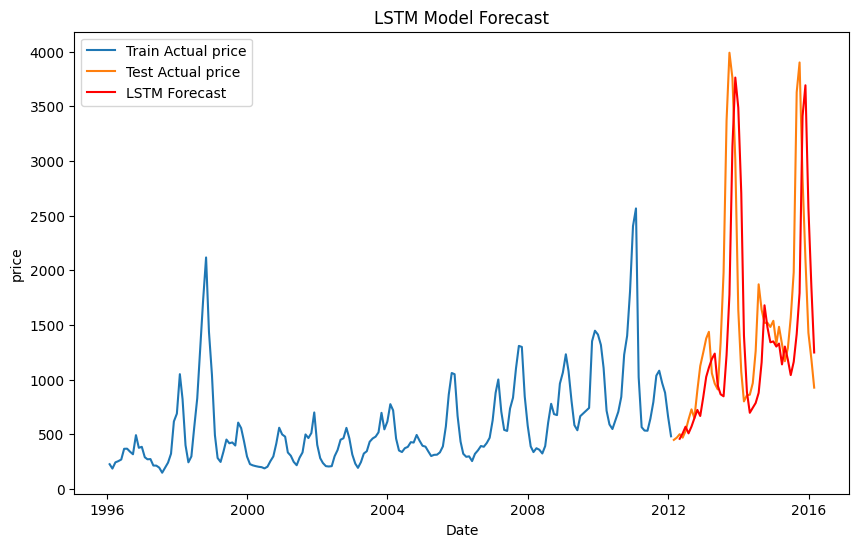 LSTM Model Forecast
Train Actual price
Test Actual price
LSTM Forecast
4000
3500
3000
2500
2000
1500
1000
500
0
price
1996
2000
2004
2008
2012
2016
Date